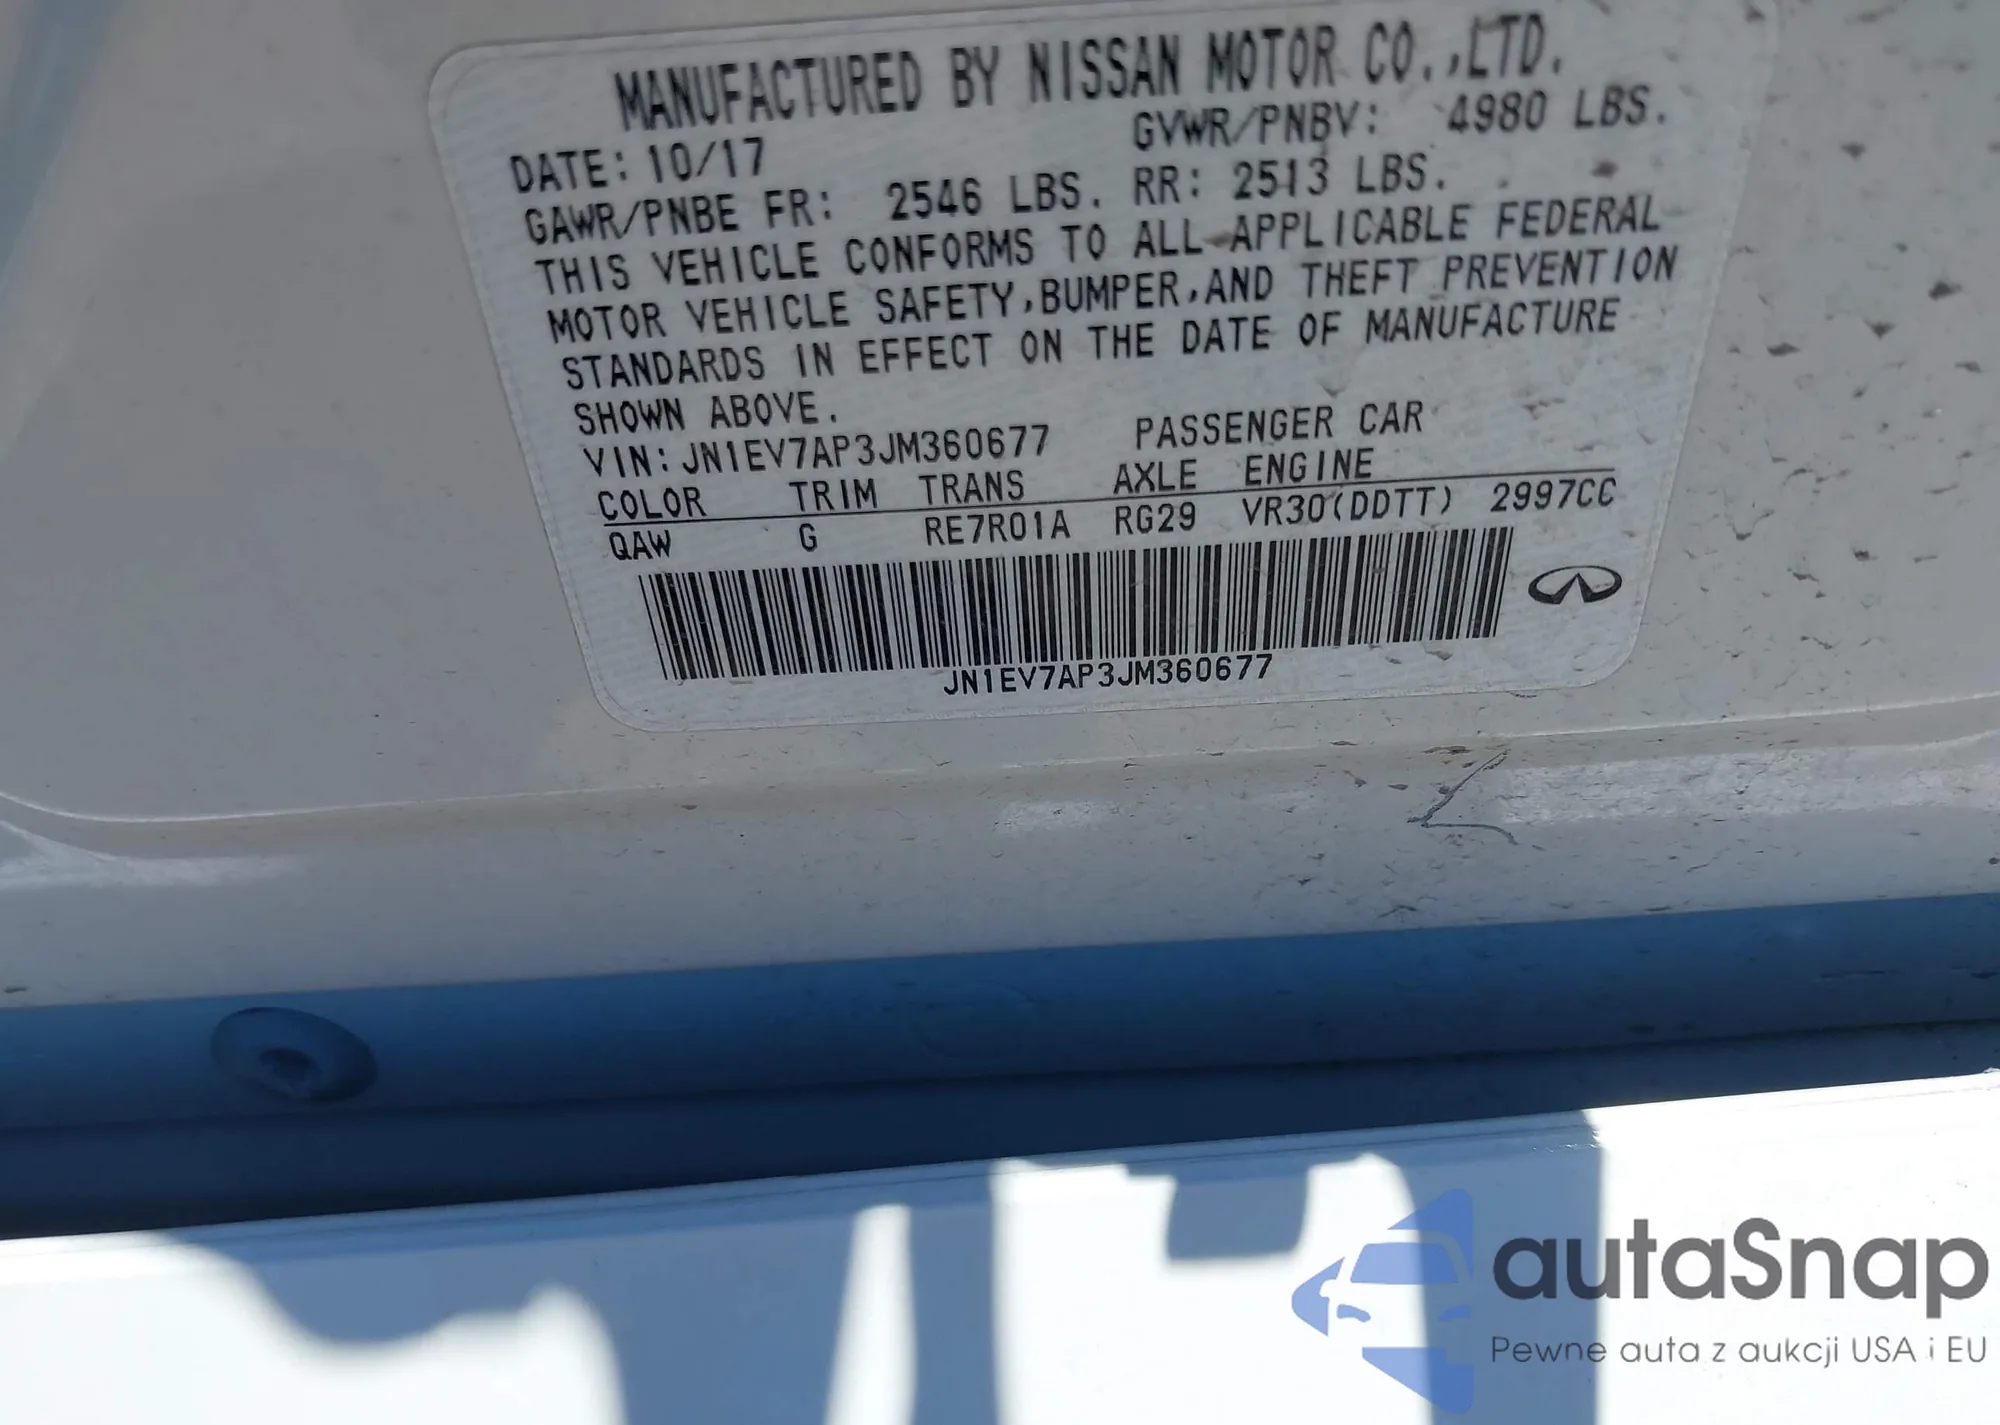 MANUFACTURED BY NISSAN MOTOR CO.,LTD.
DATE: 10/17 GVWR/PNBV: 4980 LBS.
GAWR/PNBE FR: 2546 LBS. RR: 2513 LBS.
THIS VEHICLE CONFORMS TO ALL APPLICABLE FEDERAL
MOTOR VEHICLE SAFETY,BUMPER,AND THEFT PREVENTION
STANDARDS IN EFFECT ON THE DATE OF MANUFACTURE
SHOWN ABOVE.
VIN: JN1EV7AP3JM360677 PASSENGER CAR
COLOR TRIM TRANS AXLE ENGINE
QAW G RE7R01A RG29 VR30(DDTT) 2997CC
JN1EV7AP3JM360677
autaSnap
Pewne auta z aukcji USA i EU